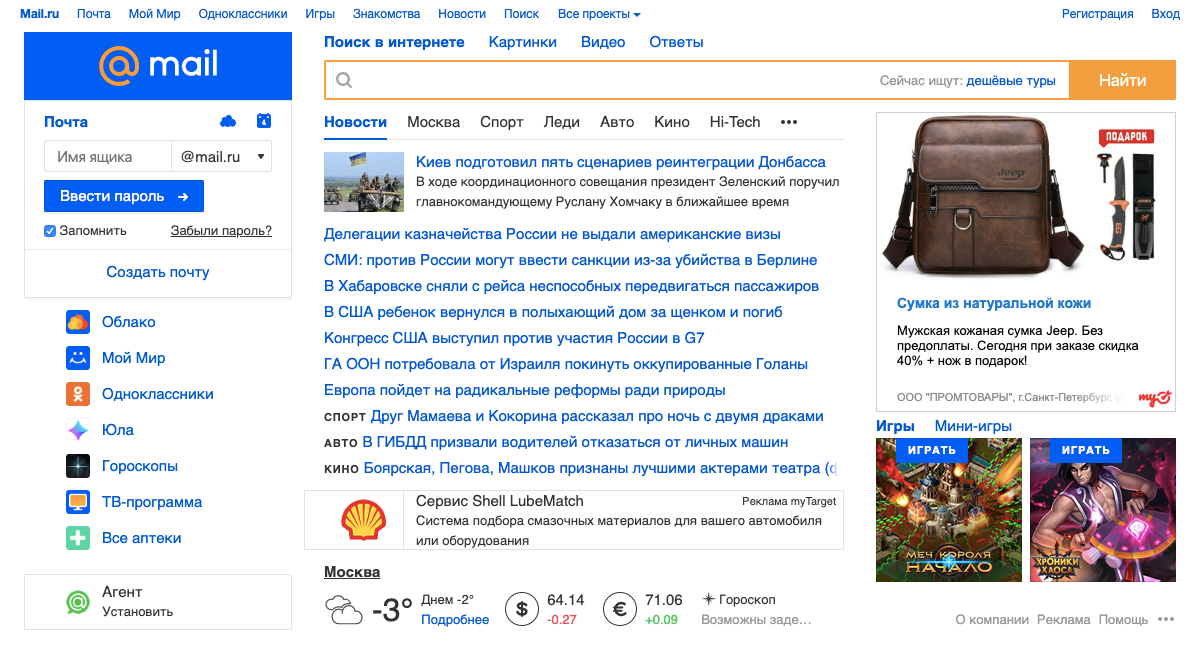 Mail.ru Почта Мой Мир Одноклассники Игры Знакомства Новости Поиск Все проекты Регистрация Вход
@mail
Почта
Имя ящика @mail.ru
Ввести пароль →
Запомнить Забыли пароль?
Создать почту
Облако
Мой Мир
Одноклассники
Юла
Гороскопы
ТВ-программа
Все аптеки
Агент
Установить
Поиск в интернете Картинки Видео Ответы
Сейчас ищут: дешёвые туры Найти
Новости Москва Спорт Леди Авто Кино Hi-Tech •••
Киев подготовил пять сценариев реинтеграции Донбасса
В ходе координационного совещания президент Зеленский поручил
главнокомандующему Руслану Хомчаку в ближайшее время
Делегации казначейства России не выдали американские визы
СМИ: против России могут ввести санкции из-за убийства в Берлине
В Хабаровске сняли с рейса неспособных передвигаться пассажиров
В США ребенок вернулся в полыхающий дом за щенком и погиб
Конгресс США выступил против участия России в G7
ГА ООН потребовала от Израиля покинуть оккупированные Голаны
Европа пойдет на радикальные реформы ради природы
СПОРТ Друг Мамаева и Кокорина рассказал про ночь с двумя драками
АВТО В ГИБДД призвали водителей отказаться от личных машин
КИНО Боярская, Пегова, Машков признаны лучшими актерами театра (
Сервис Shell LubeMatch Реклама myTarget
Система подбора смазочных материалов для вашего автомобиля
или оборудования
Москва
-3° Днем -2° $ 64.14 € 71.06 Гороскоп
Подробнее -0.27 +0.09 Возможны заде...
ПОДАРОК
Jeep
Сумка из натуральной кожи
Мужская кожаная сумка Jeep. Без
предоплаты. Сегодня при заказе скидка
40% + нож в подарок!
ООО "ПРОМТОВАРЫ", г.Санкт-Петербург,
Игры Мини-игры
ИГРАТЬ ИГРАТЬ
МЕЧ КОРОЛЯ
НАЧАЛО
ХРОНИКИ
ХАОСА
О компании Реклама Помощь •••